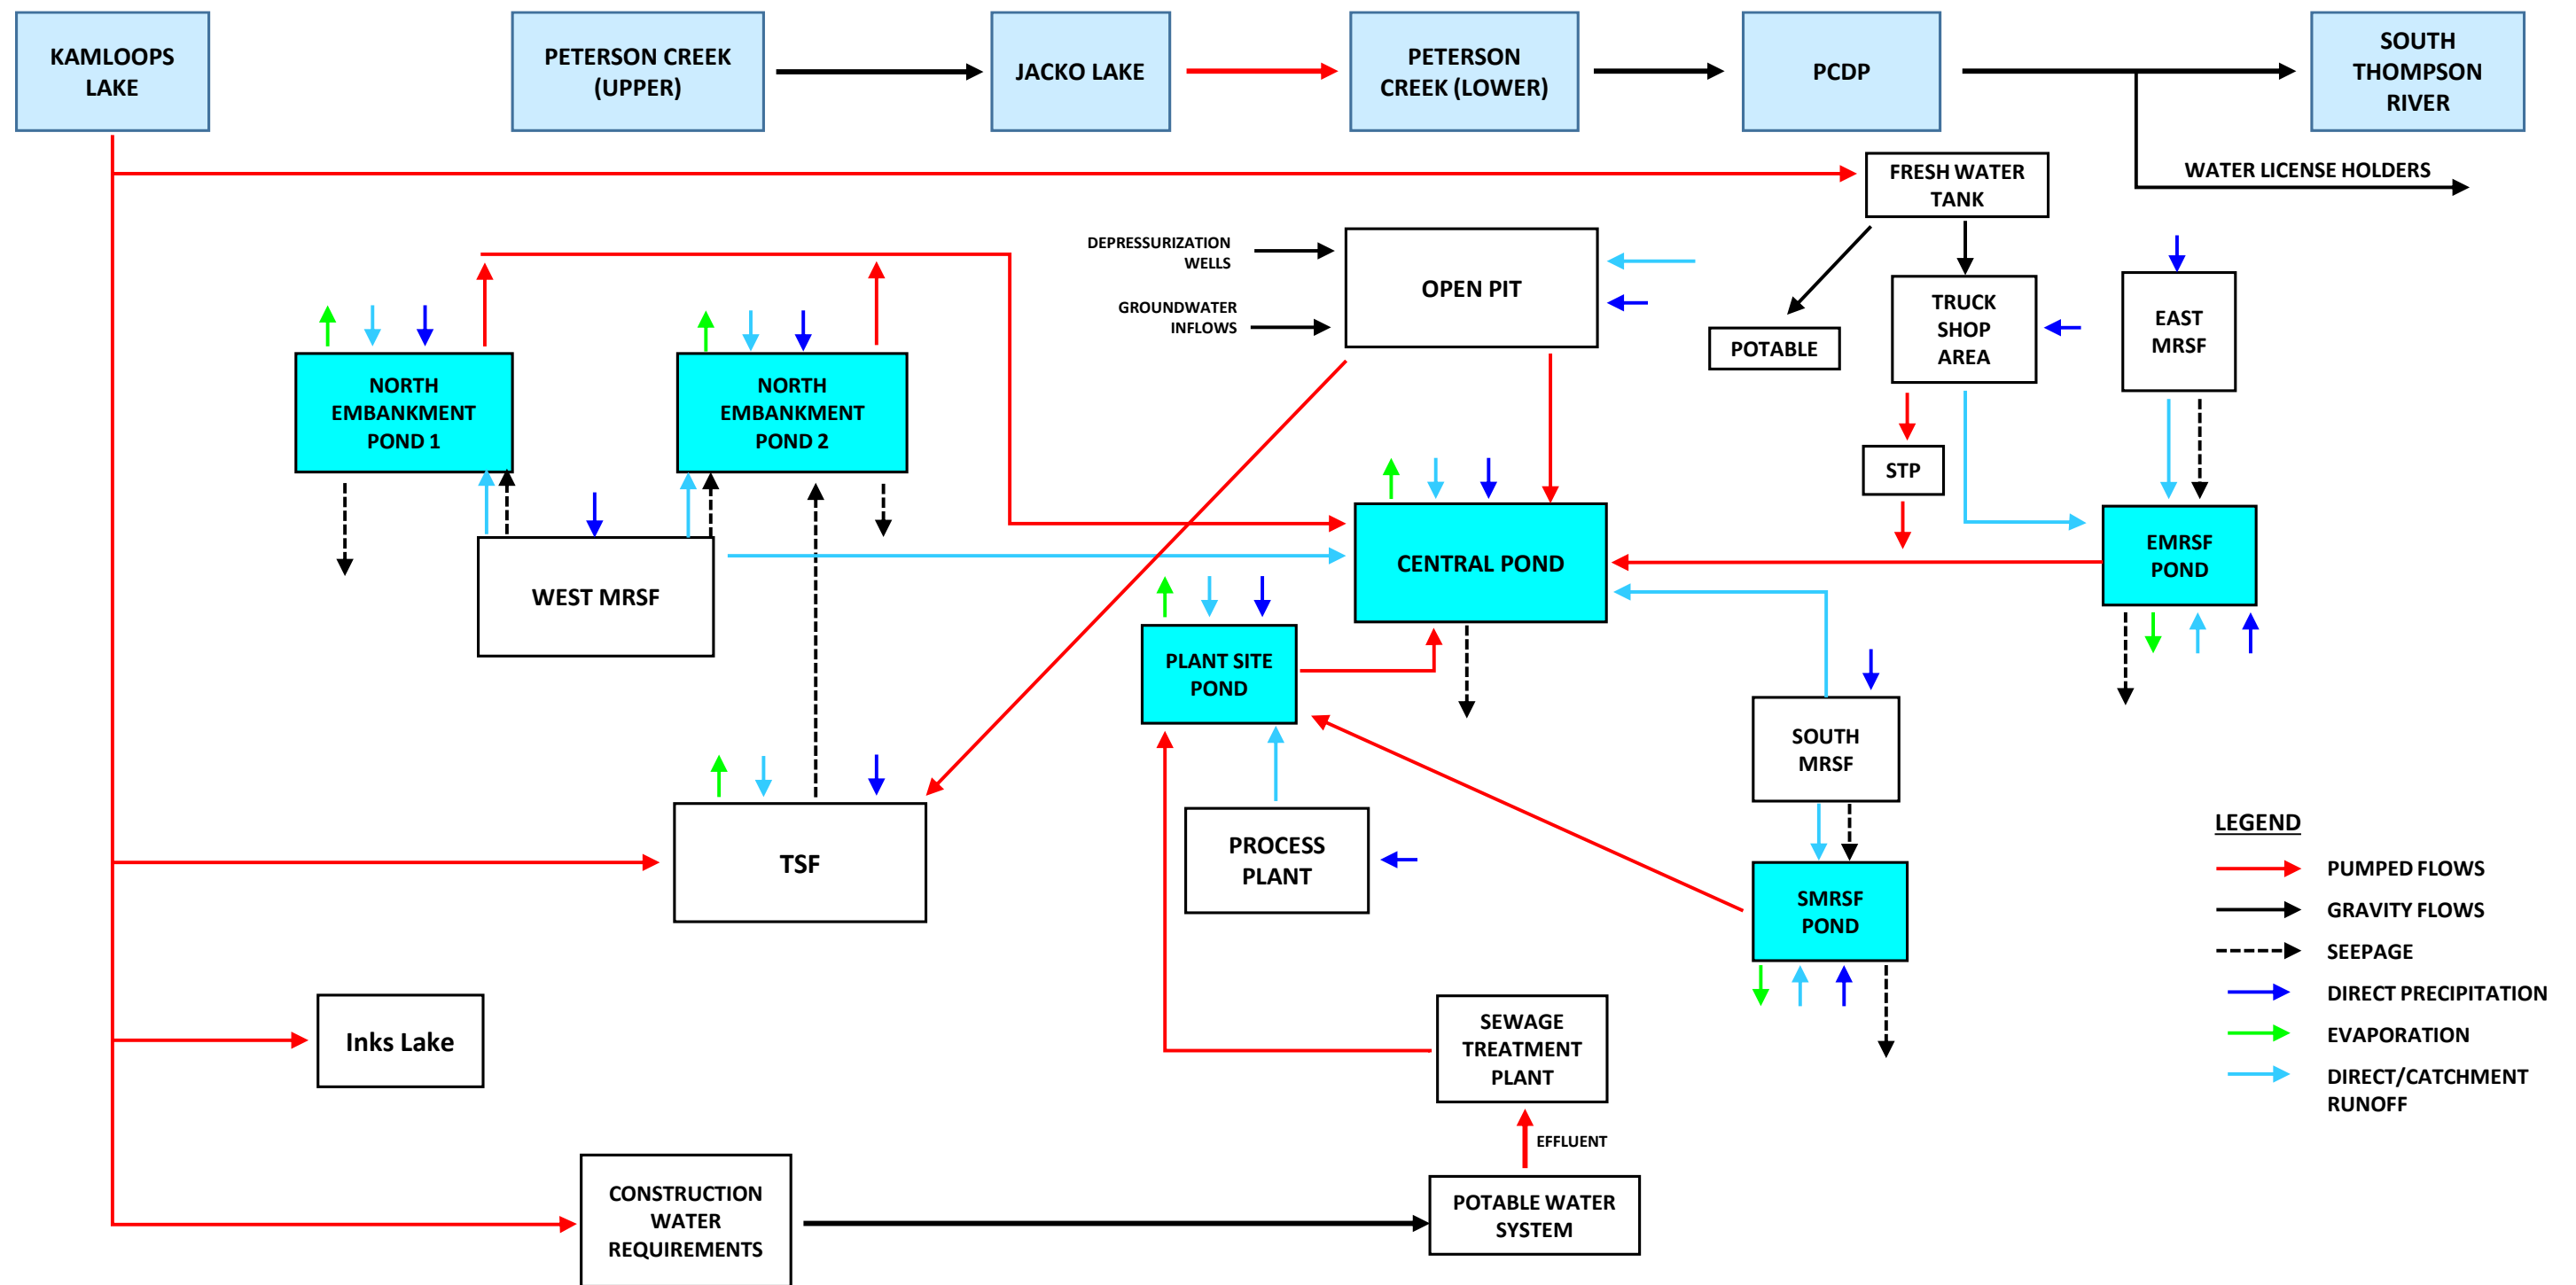 KAMLOOPS
LAKE
PETERSON CREEK
(UPPER)
JACKO LAKE
PETERSON
CREEK (LOWER)
PCDP
SOUTH
THOMPSON
RIVER
FRESH WATER
TANK
WATER LICENSE HOLDERS
DEPRESSURIZATION
WELLS
GROUNDWATER
INFLOWS
OPEN PIT
POTABLE
TRUCK
SHOP
AREA
EAST
MRSF
NORTH
EMBANKMENT
POND 1
NORTH
EMBANKMENT
POND 2
STP
WEST MRSF
CENTRAL POND
EMRSF
POND
PLANT SITE
POND
SOUTH
MRSF
TSF
PROCESS
PLANT
SMRSF
POND
LEGEND
PUMPED FLOWS
GRAVITY FLOWS
SEEPAGE
DIRECT PRECIPITATION
EVAPORATION
DIRECT/CATCHMENT
RUNOFF
Inks Lake
SEWAGE
TREATMENT
PLANT
EFFLUENT
CONSTRUCTION
WATER
REQUIREMENTS
POTABLE WATER
SYSTEM